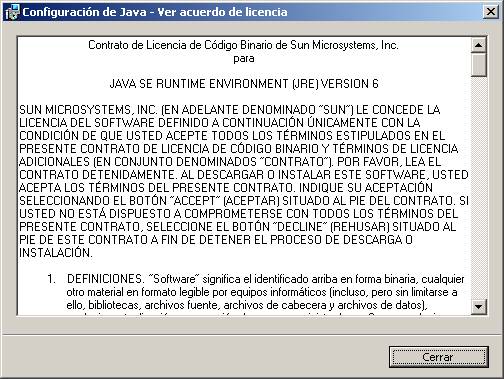 Configuración de Java - Ver acuerdo de licencia
Contrato de Licencia de Código Binario de Sun Microsystems, Inc.
para
JAVA SE RUNTIME ENVIRONMENT (JRE) VERSION 6
SUN MICROSYSTEMS, INC. (EN ADELANTE DENOMINADO “SUN”) LE CONCEDE LA
LICENCIA DEL SOFTWARE DEFINIDO A CONTINUACIÓN ÚNICAMENTE CON LA
CONDICIÓN DE QUE USTED ACEPTE TODOS LOS TÉRMINOS ESTIPULADOS EN EL
PRESENTE CONTRATO DE LICENCIA DE CÓDIGO BINARIO Y TÉRMINOS DE LICENCIA
ADICIONALES (EN CONJUNTO DENOMINADOS “CONTRATO”). POR FAVOR, LEA EL
CONTRATO DETENIDAMENTE. AL DESCARGAR O INSTALAR ESTE SOFTWARE, USTED
ACEPTA LOS TÉRMINOS DEL PRESENTE CONTRATO. INDIQUE SU ACEPTACIÓN
SELECCIONANDO EL BOTÓN “ACCEPT” (ACEPTAR) SITUADO AL PIE DEL CONTRATO. SI
USTED NO ESTÁ DISPUESTO A COMPROMETERSE CON TODOS LOS TÉRMINOS DEL
PRESENTE CONTRATO, SELECCIONE EL BOTÓN “DECLINE” (REHUSAR) SITUADO AL
PIE DE ESTE CONTRATO A FIN DE DETENER EL PROCESO DE DESCARGA O
INSTALACIÓN.
1. DEFINICIONES. “Software” significa el identificado arriba en forma binaria, cualquier
otro material en formato legible por equipos informáticos (incluso, pero sin limitarse a
ello, bibliotecas, archivos fuente, archivos de cabecera y archivos de datos),
Cerrar